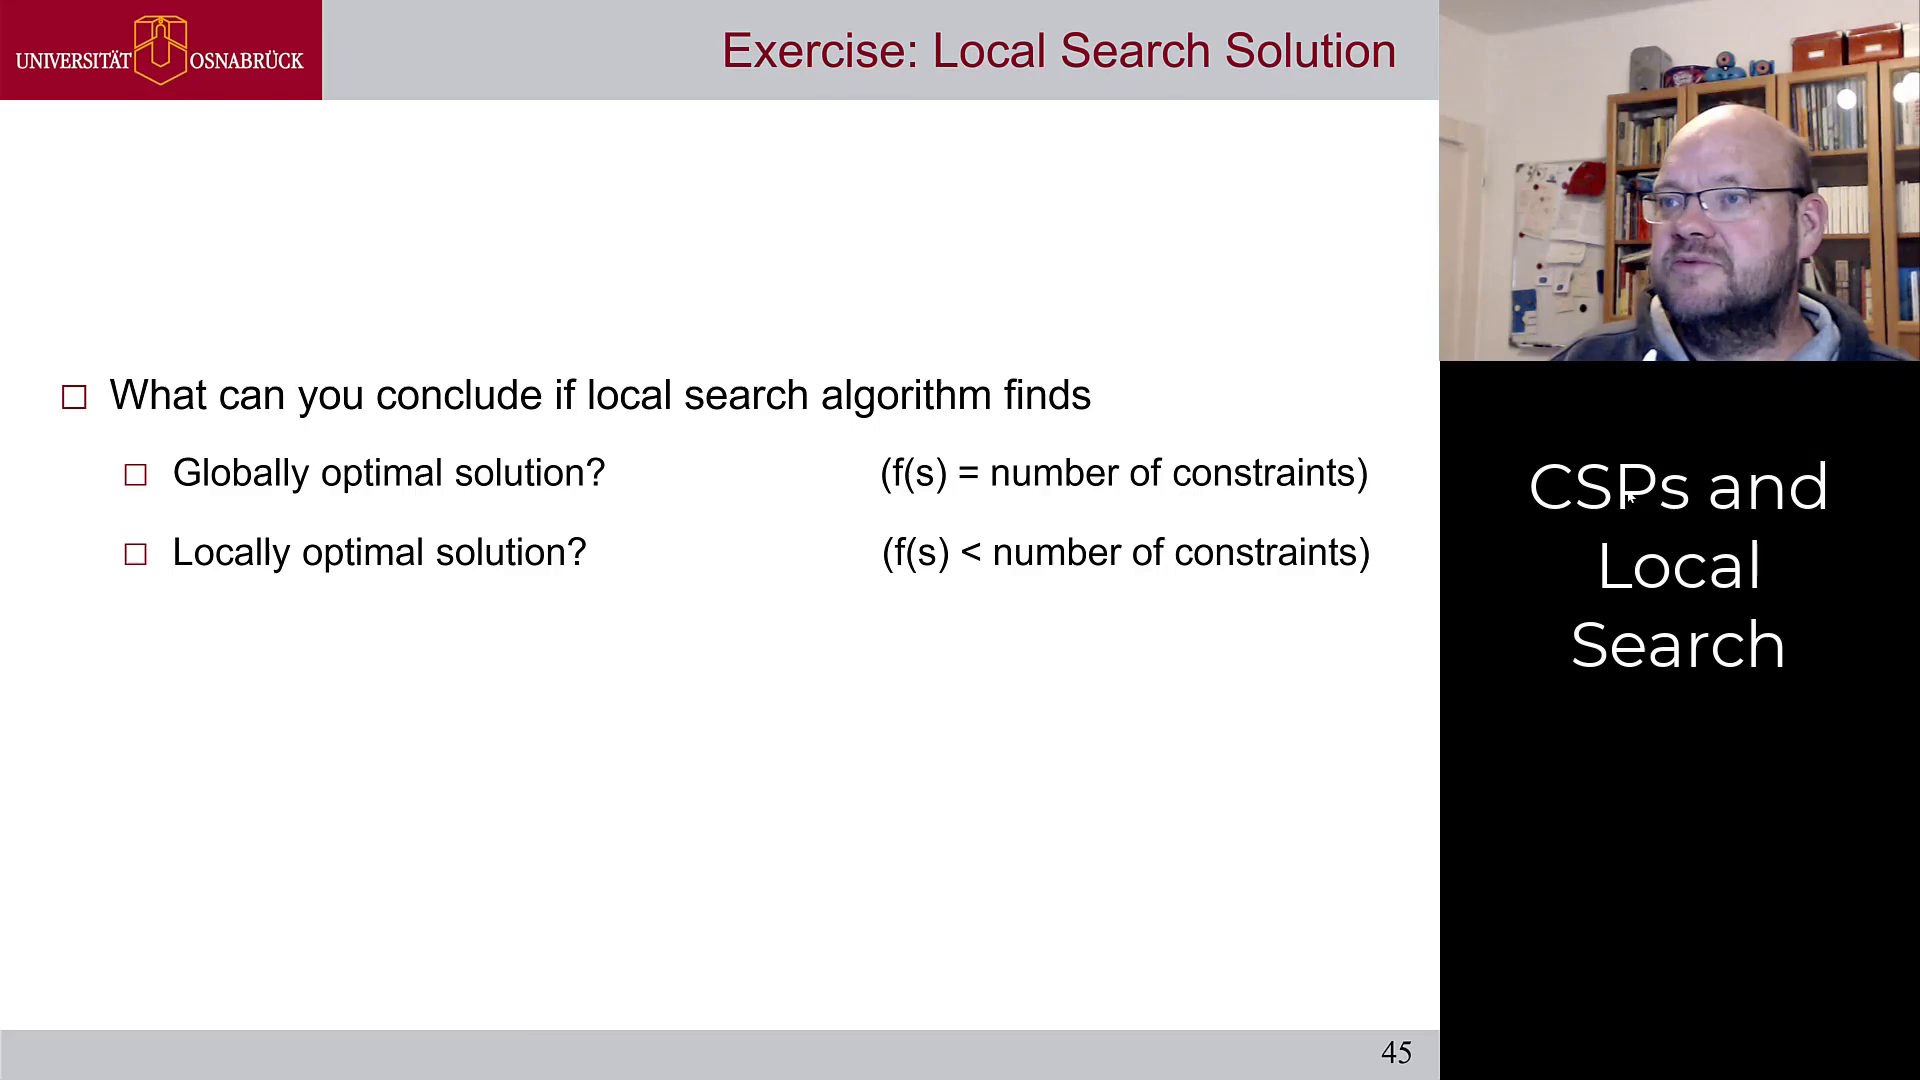 UNIVERSITÄT OSNABRÜCK
Exercise: Local Search Solution
What can you conclude if local search algorithm finds
Globally optimal solution? (f(s) = number of constraints)
Locally optimal solution? (f(s) < number of constraints)
CSPs and
Local
Search
45